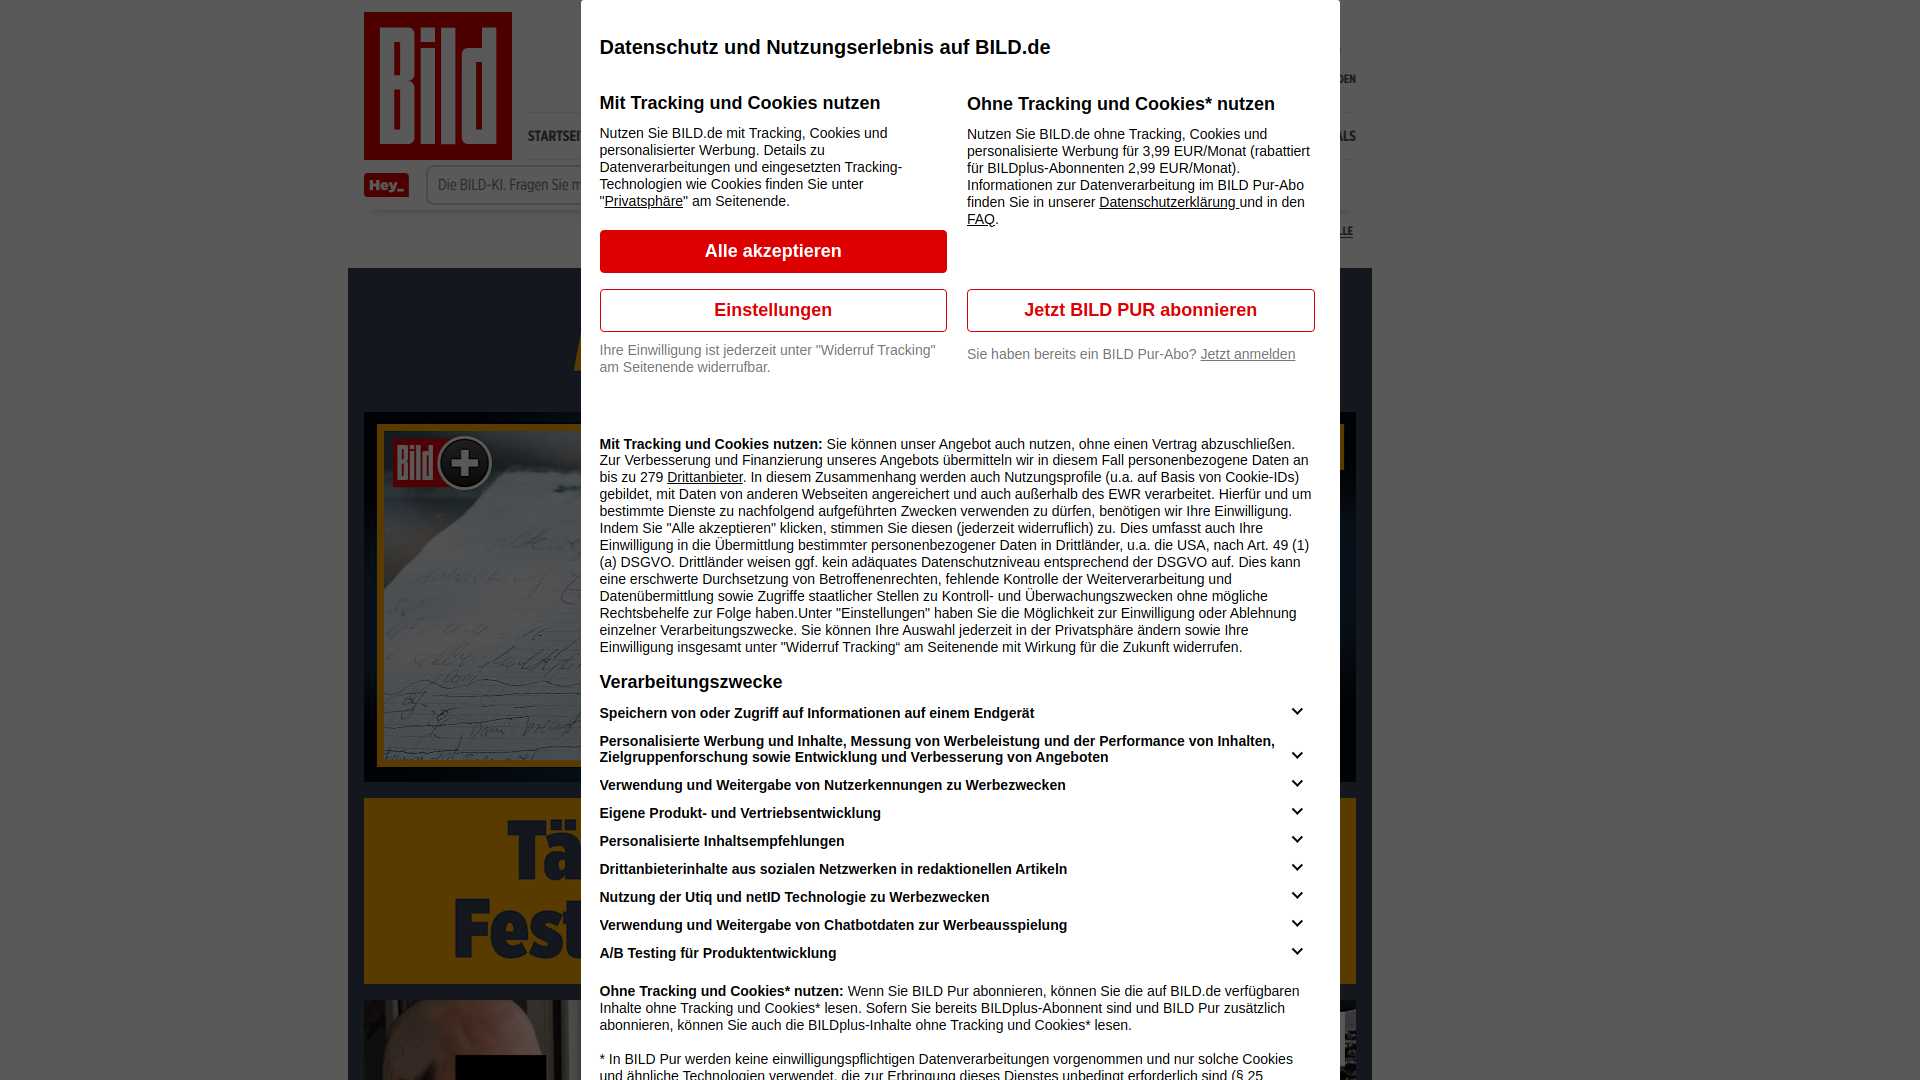 Bild
Datenschutz und Nutzungserlebnis auf BILD.de
Mit Tracking und Cookies nutzen
Nutzen Sie BILD.de mit Tracking, Cookies und
personalisierter Werbung. Details zu
Datenverarbeitungen und eingesetzten Tracking-
Technologien wie Cookies finden Sie unter
"Privatsphäre" am Seitenende.
Alle akzeptieren
Einstellungen
Ihre Einwilligung ist jederzeit unter "Widerruf Tracking"
am Seitenende widerrufbar.
Ohne Tracking und Cookies* nutzen
Nutzen Sie BILD.de ohne Tracking, Cookies und
personalisierte Werbung für 3,99 EUR/Monat (rabattiert
für BILDplus-Abonnenten 2,99 EUR/Monat).
Informationen zur Datenverarbeitung im BILD Pur-Abo
finden Sie in unserer Datenschutzerklärung und in den
FAQ.
Jetzt BILD PUR abonnieren
Sie haben bereits ein BILD Pur-Abo? Jetzt anmelden
STARTSEI
Hey_
Die BILD-KI. Fragen Sie m
DEN
ALS
LLE
Bild
Mit Tracking und Cookies nutzen: Sie können unser Angebot auch nutzen, ohne einen Vertrag abzuschließen.
Zur Verbesserung und Finanzierung unseres Angebots übermitteln wir in diesem Fall personenbezogene Daten an
bis zu 279 Drittanbieter. In diesem Zusammenhang werden auch Nutzungsprofile (u.a. auf Basis von Cookie-IDs)
gebildet, mit Daten von anderen Webseiten angereichert und auch außerhalb des EWR verarbeitet. Hierfür und um
bestimmte Dienste zu nachfolgend aufgeführten Zwecken verwenden zu dürfen, benötigen wir Ihre Einwilligung.
Indem Sie "Alle akzeptieren" klicken, stimmen Sie diesen (jederzeit widerruflich) zu. Dies umfasst auch Ihre
Einwilligung in die Übermittlung bestimmter personenbezogener Daten in Drittländer, u.a. die USA, nach Art. 49 (1)
(a) DSGVO. Drittländer weisen ggf. kein adäquates Datenschutzniveau entsprechend der DSGVO auf. Dies kann
eine erschwerte Durchsetzung von Betroffenenrechten, fehlende Kontrolle der Weiterverarbeitung und
Datenübermittlung sowie Zugriffe staatlicher Stellen zu Kontroll- und Überwachungszwecken ohne mögliche
Rechtsbehelfe zur Folge haben.Unter "Einstellungen" haben Sie die Möglichkeit zur Einwilligung oder Ablehnung
einzelner Verarbeitungszwecke. Sie können Ihre Auswahl jederzeit in der Privatsphäre ändern sowie Ihre
Einwilligung insgesamt unter "Widerruf Tracking“ am Seitenende mit Wirkung für die Zukunft widerrufen.
Verarbeitungszwecke
Speichern von oder Zugriff auf Informationen auf einem Endgerät
Personalisierte Werbung und Inhalte, Messung von Werbeleistung und der Performance von Inhalten,
Zielgruppenforschung sowie Entwicklung und Verbesserung von Angeboten
Verwendung und Weitergabe von Nutzerkennungen zu Werbezwecken
Eigene Produkt- und Vertriebsentwicklung
Personalisierte Inhaltsempfehlungen
Drittanbieterinhalte aus sozialen Netzwerken in redaktionellen Artikeln
Nutzung der Utiq und netID Technologie zu Werbezwecken
Verwendung und Weitergabe von Chatbotdaten zur Werbeausspielung
A/B Testing für Produktentwicklung
Tä
Fest
Ohne Tracking und Cookies* nutzen: Wenn Sie BILD Pur abonnieren, können Sie die auf BILD.de verfügbaren
Inhalte ohne Tracking und Cookies* lesen. Sofern Sie bereits BILDplus-Abonnent sind und BILD Pur zusätzlich
abonnieren, können Sie auch die BILDplus-Inhalte ohne Tracking und Cookies* lesen.
* In BILD Pur werden keine einwilligungspflichtigen Datenverarbeitungen vorgenommen und nur solche Cookies
und ähnliche Technologien verwendet, die zur Erbringung dieses Dienstes unbedingt erforderlich sind (§ 25